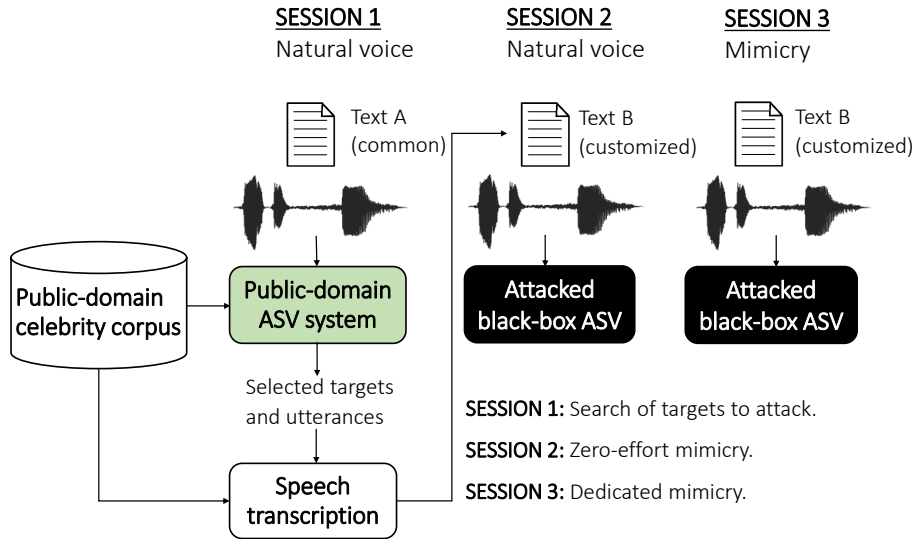 SESSION 1
Natural voice
SESSION 2
Natural voice
SESSION 3
Mimicry
Text A
(common)
Text B
(customized)
Text B
(customized)
Public-domain
celebrity corpus
Public-domain
ASV system
Attacked
black-box ASV
Attacked
black-box ASV
Selected targets
and utterances
Speech
transcription
SESSION 1: Search of targets to attack.
SESSION 2: Zero-effort mimicry.
SESSION 3: Dedicated mimicry.